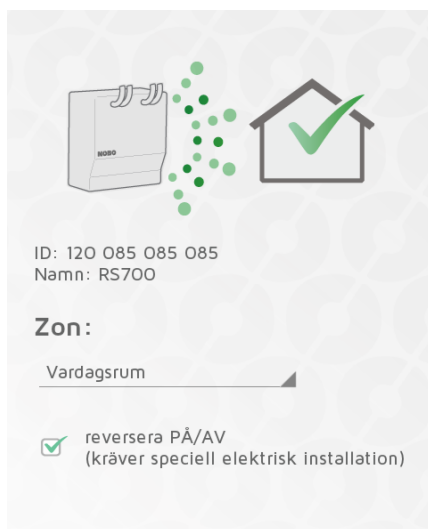 NOBO
ID: 120 085 085 085
Namn: RS700
Zon:
Vardagsrum
reversera PÅ/AV
(kräver speciell elektrisk installation)